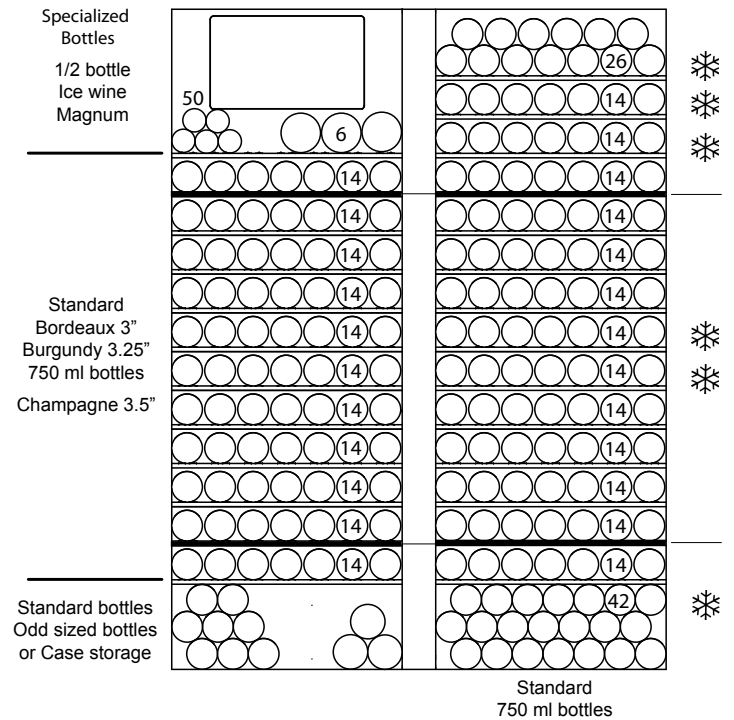 Specialized
Bottles
1/2 bottle
Ice wine
Magnum
Standard
Bordeaux 3”
Burgundy 3.25”
750 ml bottles
Champagne 3.5”
Standard bottles
Odd sized bottles
or Case storage
50
6
14
14
14
14
14
14
14
14
14
14
14
26
14
14
14
14
14
14
14
14
14
14
14
14
14
42
Standard
750 ml bottles